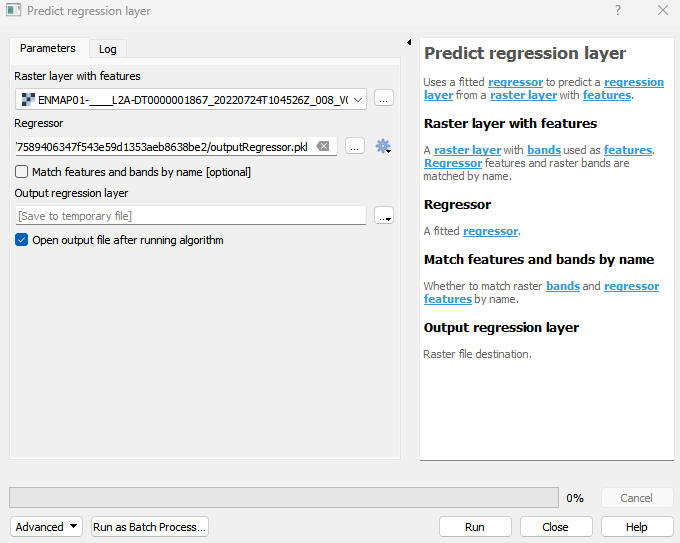 Predict regression layer
?
Parameters
Log
Raster layer with features
ENMAP01-____L2A-DT0000001867_20220724T104526Z_008_V0
...
Regressor
'7589406347f543e59d1353aeb8638be2/outputRegressor.pkl
...
Match features and bands by name [optional]
Output regression layer
[Save to temporary file]
...
Open output file after running algorithm
Predict regression layer
Uses a fitted regressor to predict a regression
layer from a raster layer with features.
Raster layer with features
A raster layer with bands used as features.
Regressor features and raster bands are
matched by name.
Regressor
A fitted regressor.
Match features and bands by name
Whether to match raster bands and regressor
features by name.
Output regression layer
Raster file destination.
0%
Cancel
Advanced
Run as Batch Process...
Run
Close
Help